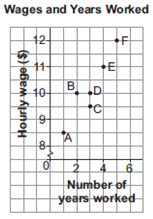 Wages and Years Worked
Hourly wage ($)
12
11
10
9
8
0
2
4
6
A
B
C
D
E
F
Number of
years worked